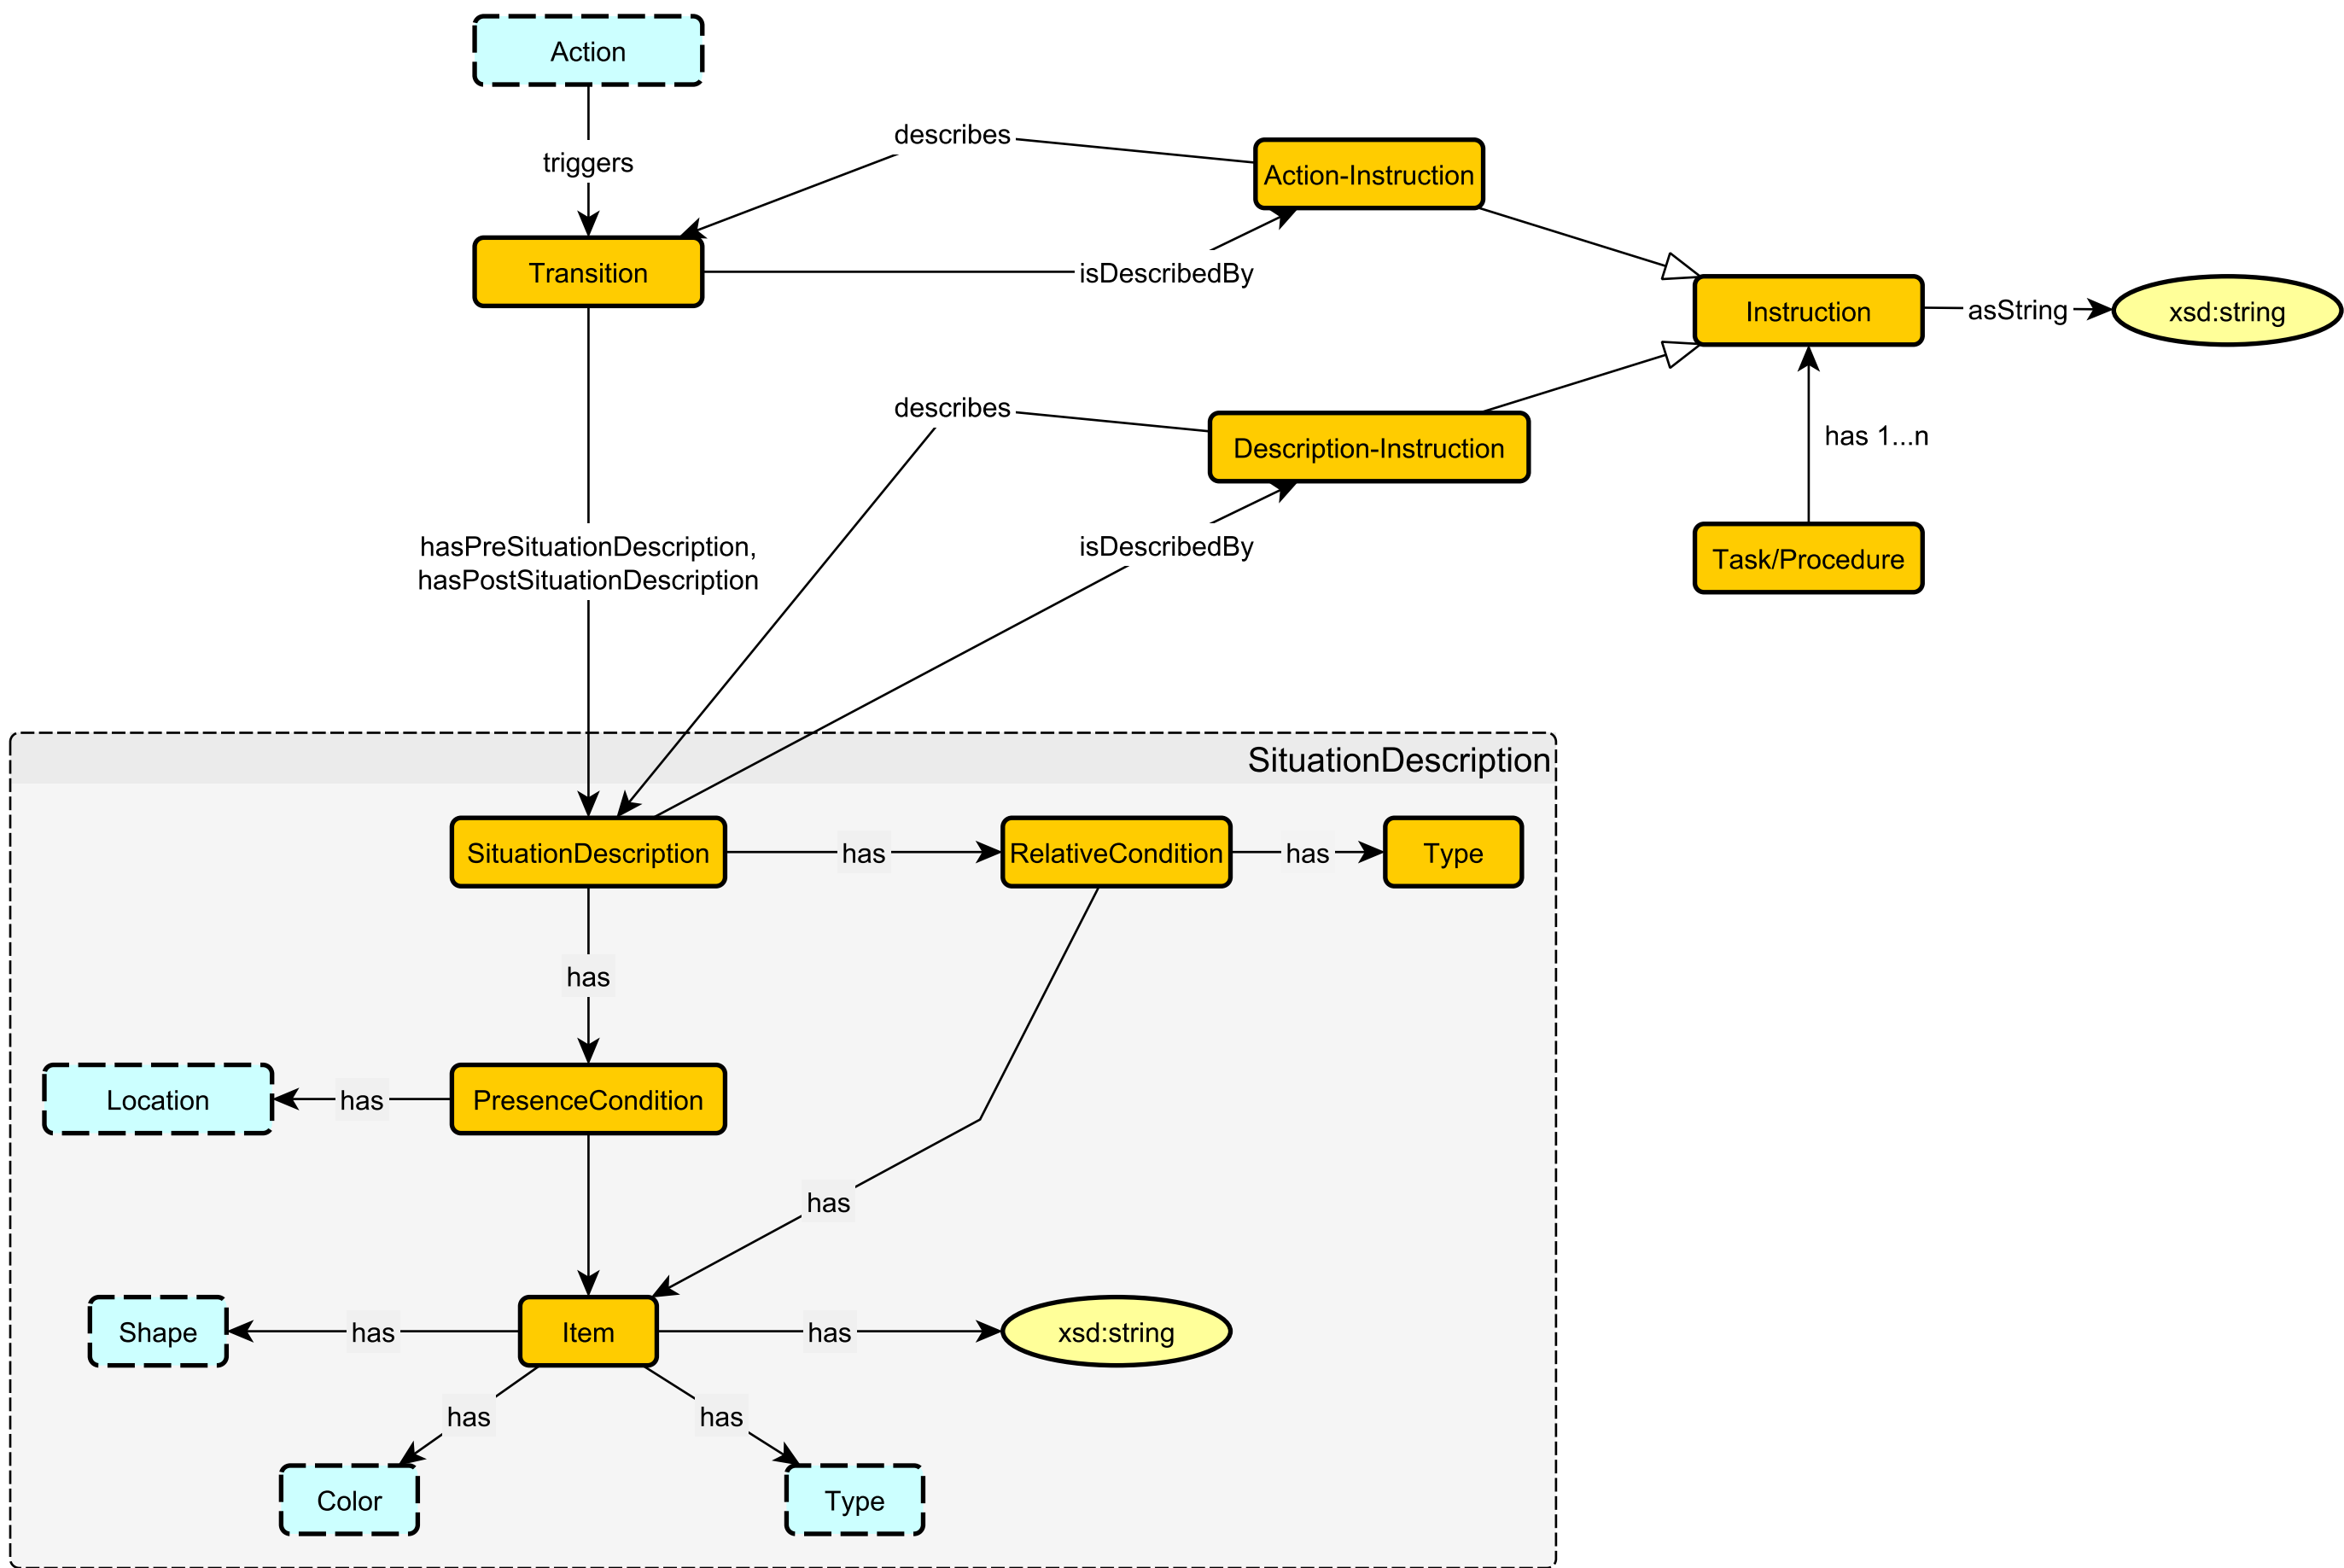 Action
triggers
describes
Action-Instruction
Transition
isDescribedBy
Instruction
asString
xsd:string
describes
Description-Instruction
has 1...n
hasPreSituationDescription,
hasPostSituationDescription
isDescribedBy
Task/Procedure
SituationDescription
SituationDescription
has
RelativeCondition
has
Type
has
Location
has
PresenceCondition
has
Shape
has
Item
has
xsd:string
has
has
Color
Type